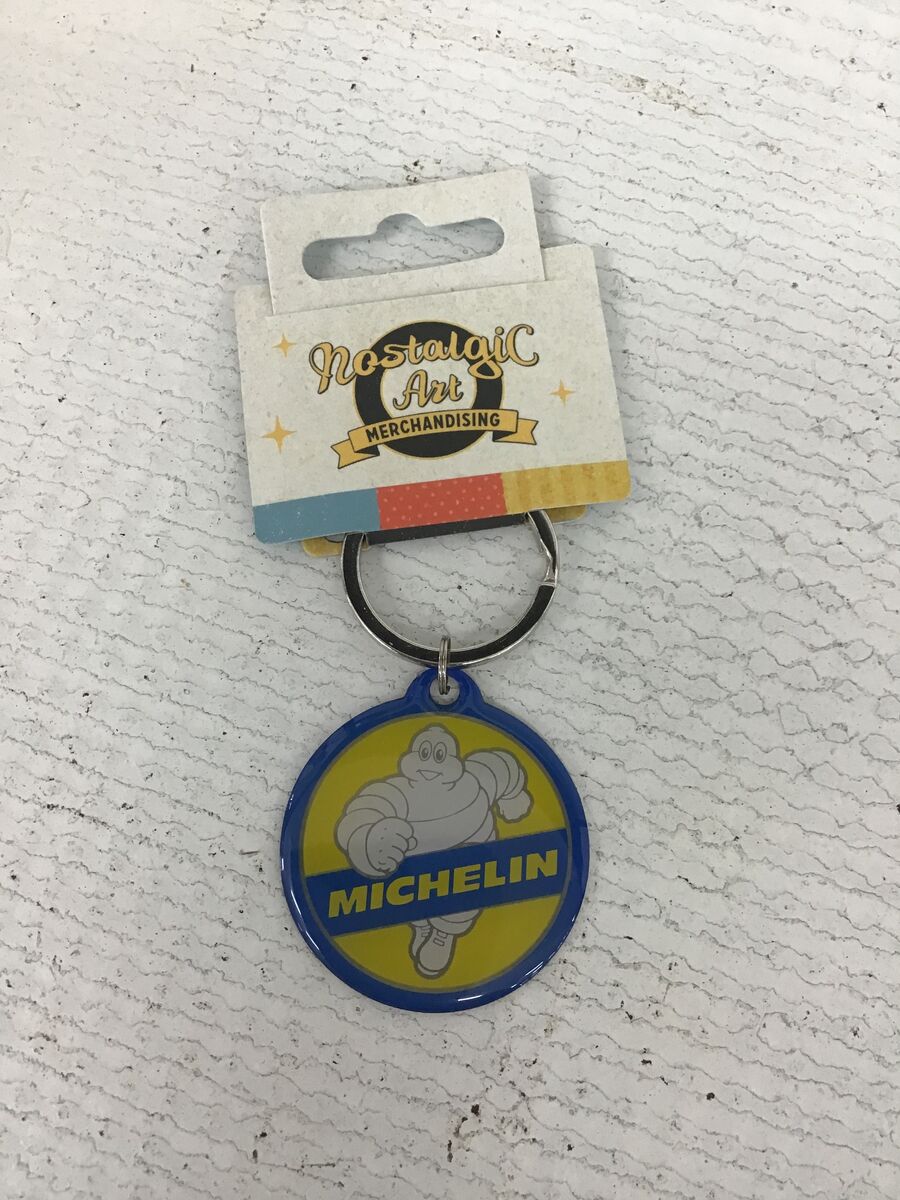 NostalgiC
Art
MERCHANDISING
MICHELIN